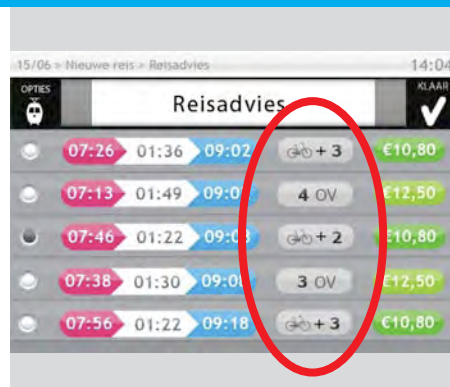 15/06 > Nieuwe reis > Reisadvies 14:04
OPTIES Reisadvies KLAAR
07:26 01:36 09:02 + 3 €10,80
07:13 01:49 + 4 OV €12,50
07:46 01:22 + 2 €10,80
07:38 01:30 3 OV €12,50
07:56 01:22 09:18 + 3 €10,80